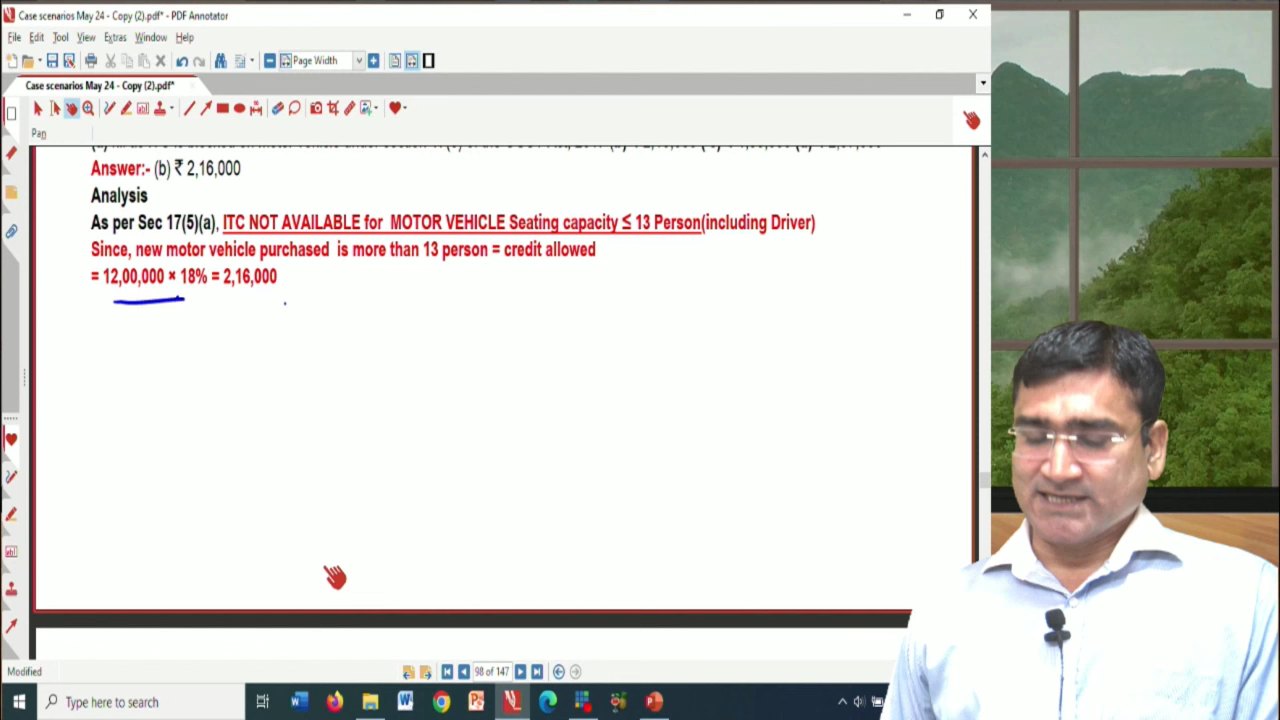 Case scenarios May 24 - Copy (2).pdf* - PDF Annotator
File Edit Tool View Extras Window Help
Page Width
Case scenarios May 24 - Copy (2).pdf*
Pan
Answer:- (b) ₹ 2,16,000
Analysis
As per Sec 17(5)(a), ITC NOT AVAILABLE for MOTOR VEHICLE Seating capacity ≤ 13 Person(including Driver)
Since, new motor vehicle purchased is more than 13 person = credit allowed
= 12,00,000 × 18% = 2,16,000
Modified
98 of 147
Type here to search